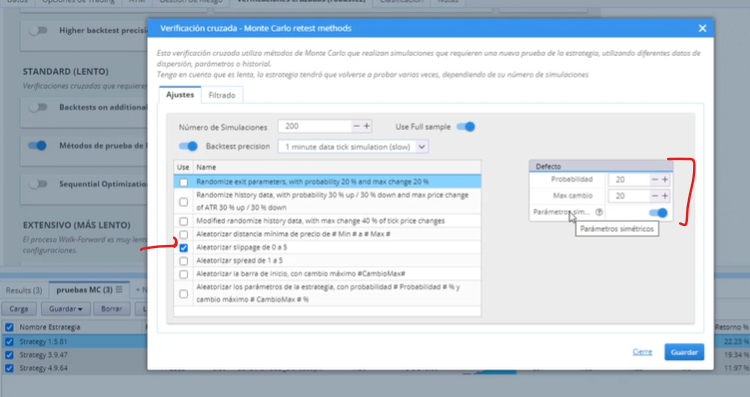 Datos
Opciones de Trading
ATM
Gestión de riesgo
Verificaciones cruzadas (robustez)
Clasificación
Notas
Higher backtest precisi
STANDARD (LENTO)
Verificaciones cruzadas que requiere
Backtests on additional
Métodos de prueba de
Sequential Optimization
EXTENSIVO (MÁS LENTO)
El proceso Walk-Forward es muy lent
configuraciones.
Verificación cruzada - Monte Carlo retest methods
Esta verificación cruzada utiliza métodos de Monte Carlo que realizan simulaciones que requieren una nueva prueba de la estrategia, utilizando diferentes datos de
dispersión, parámetros o historial.
Tenga en cuenta que es lenta, la estrategia tendrá que volverse a probar varias veces, dependiendo de su número de simulaciones
Ajustes
Filtrado
Número de Simulaciones 200 − + Use Full sample
Backtest precision 1 minute data tick simulation (slow)
Use Name
Randomize exit parameters, with probability 20 % and max change 20 %
Randomize history data, with probability 30 % up / 30 % down and max price change
of ATR 30 % up / 30 % down
Modified randomize history data, with max change 40 % of tick price changes
Aleatorizar distancia mínima de precio de # Min # a # Max #
Aleatorizar slippage de 0 a 5
Aleatorizar spread de 1 a 5
Aleatorizar la barra de inicio, con cambio máximo #CambioMax#
Aleatorizar los parámetros de la estrategia, con probabilidad # Probabilidad # % y
cambio máximo # CambioMax # %
Defecto
Probabilidad 20 − +
Max cambio 20 − +
Parámetros sim...
Parámetros simétricos
Cierre
Guardar
Results (3)
pruebas MC (3)
Carga
Guardar
Borrar
Nombre Estrategia
Retorno %
Strategy 1.5.81
22.23 %
Strategy 3.9.47
19.34 %
Strategy 4.9.64
11.97 %